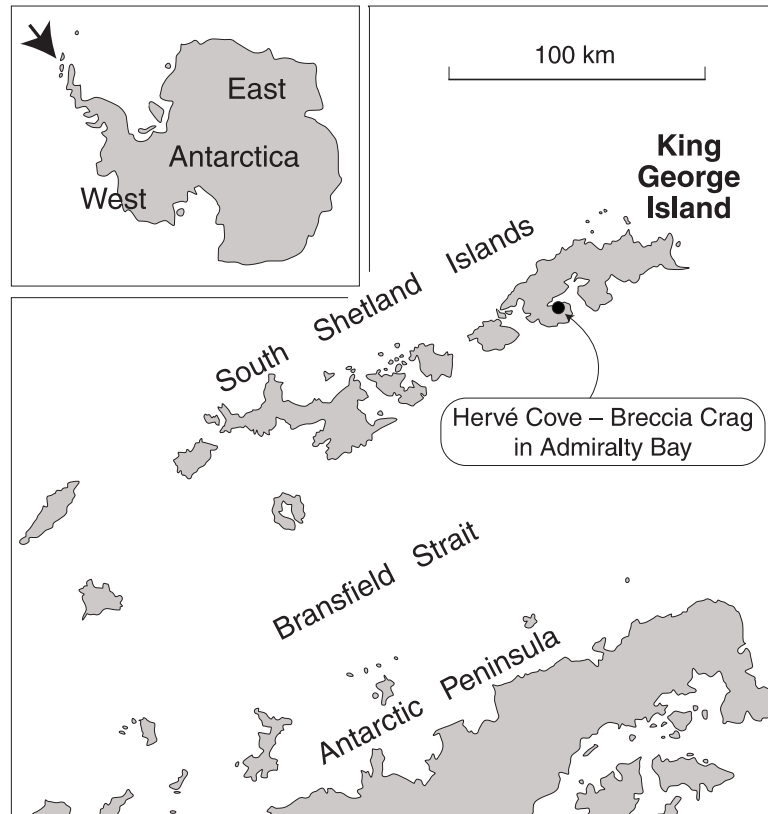 East
Antarctica
West
100 km
King
George
Island
South Shetland Islands
Hervé Cove – Breccia Crag
in Admiralty Bay
Bransfield Strait
Antarctic Peninsula